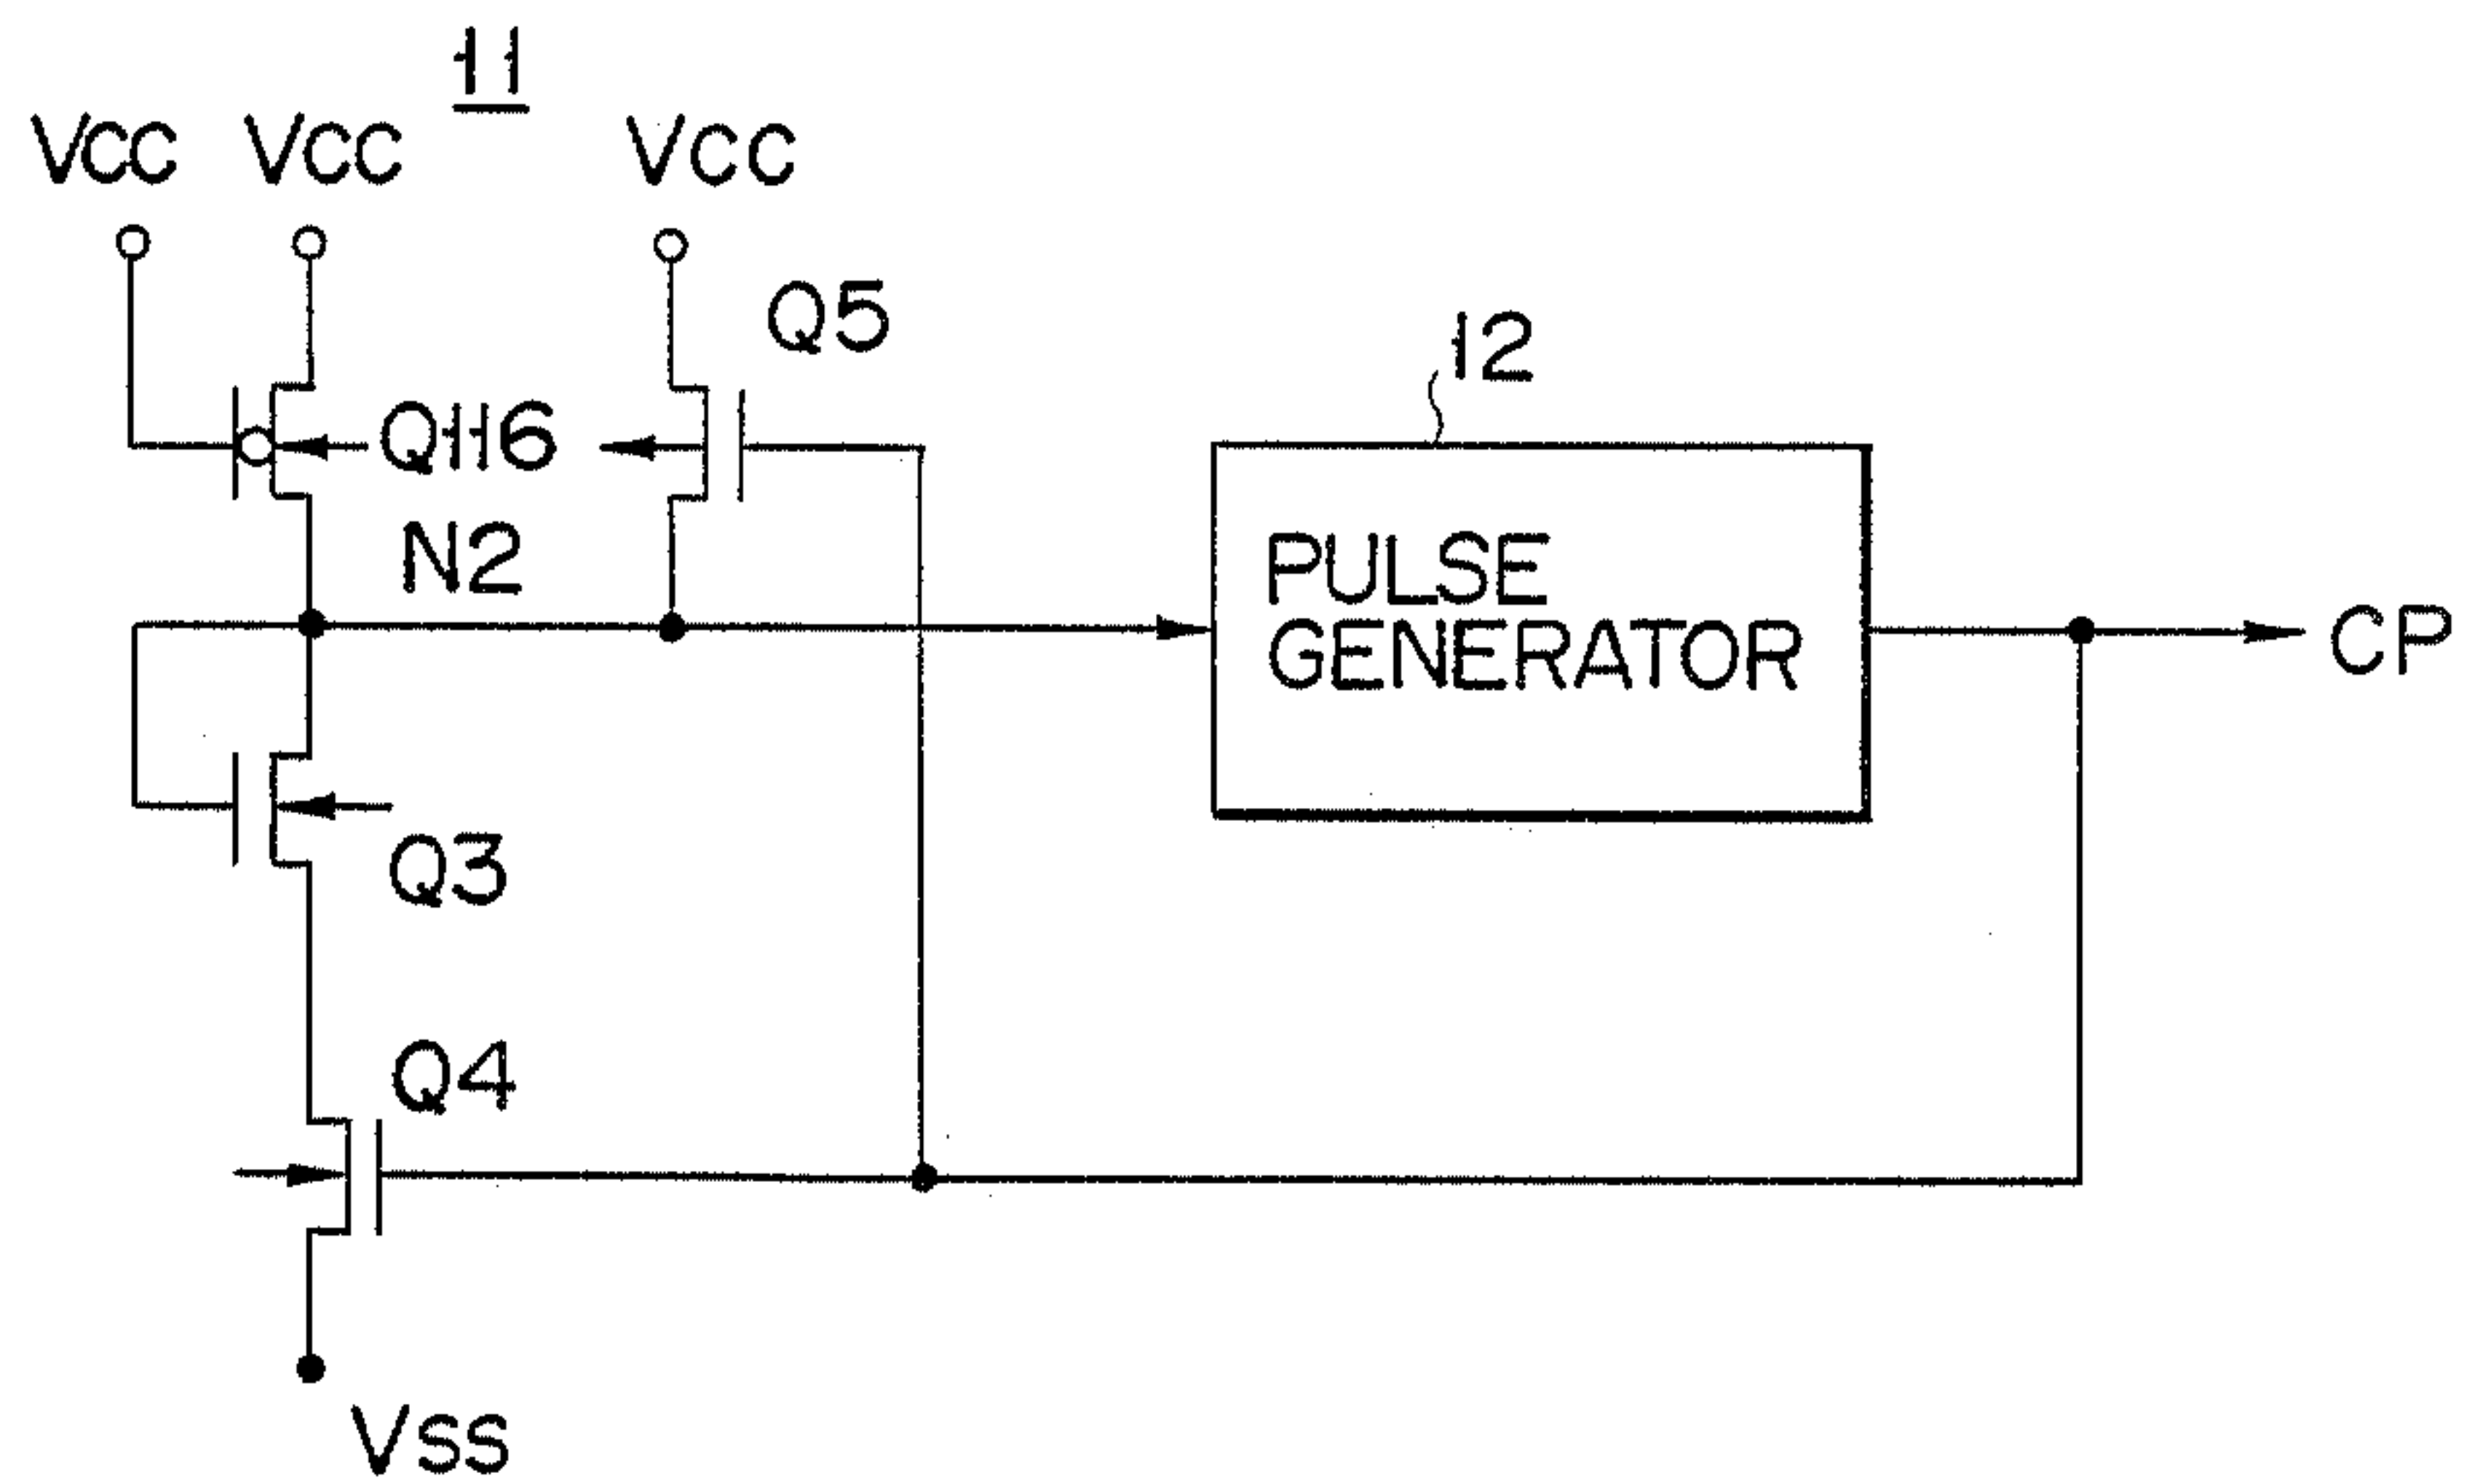 11
VCC VCC VCC
Q5
12
Q116
N2
PULSE
GENERATOR
CP
Q3
Q4
VSS